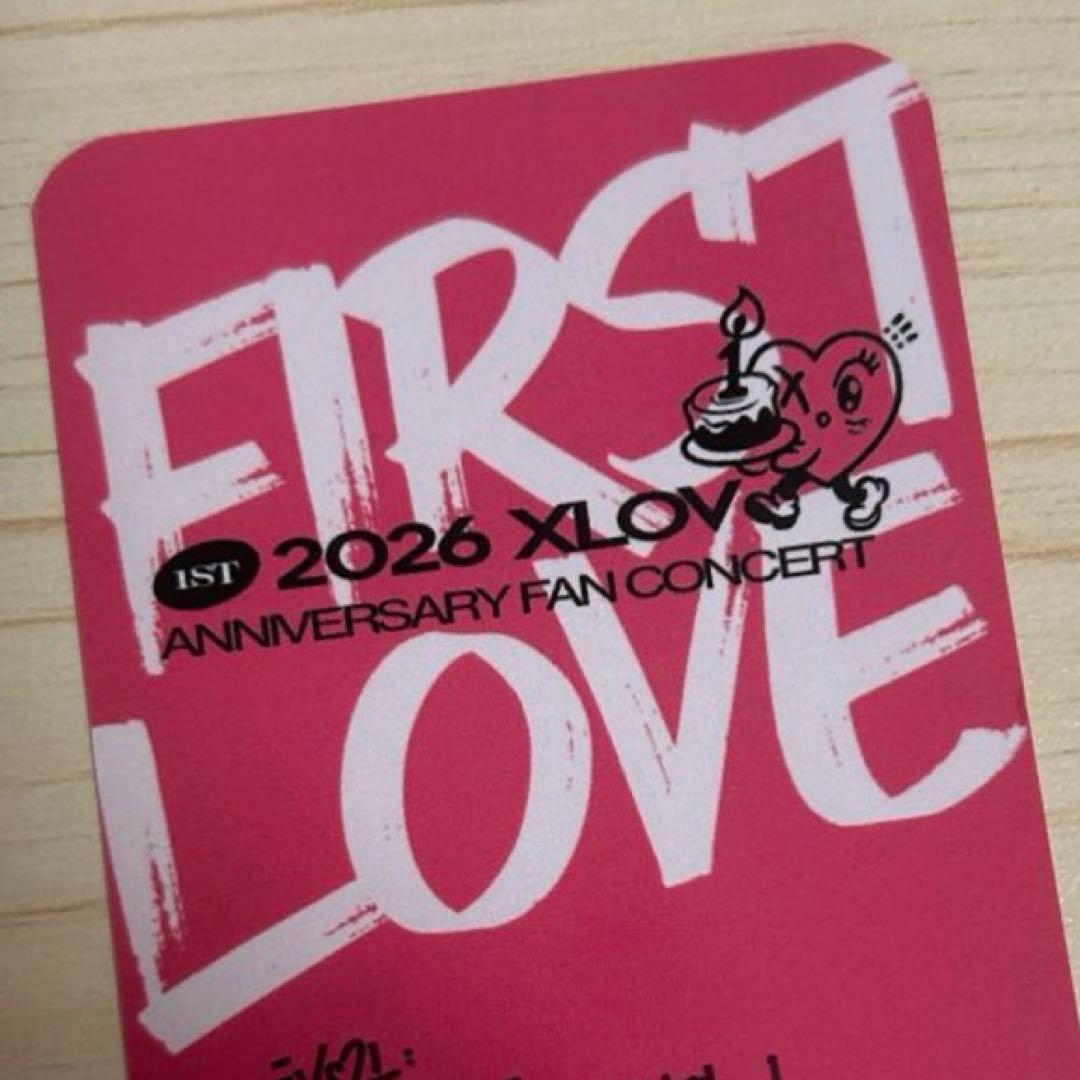 FIRST
1ST 2026 XLOV
ANNIVERSARY FAN CONCERT
LOVE